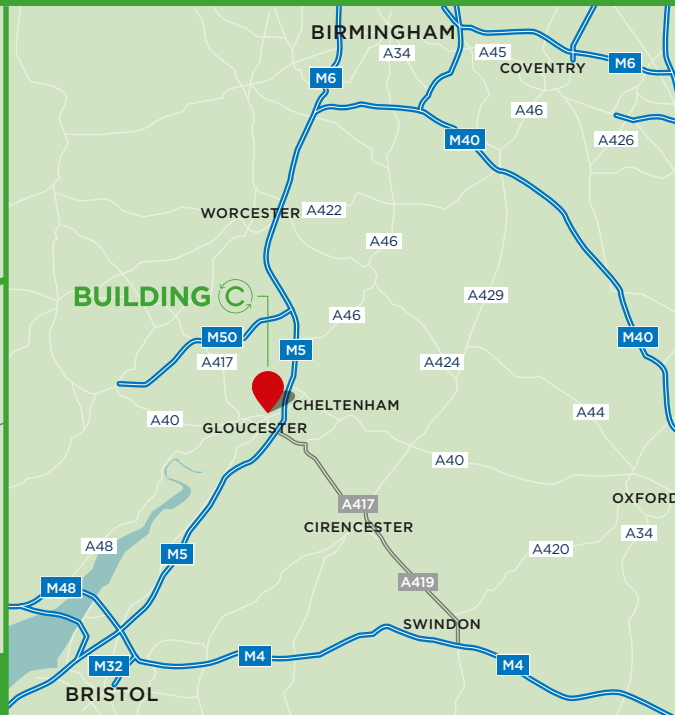 BIRMINGHAM
A34
A45
COVENTRY
M6
M6
A46
M40
A426
WORCESTER
A422
A46
BUILDING C
A429
A46
M50
M5
M40
A417
A424
CHELTENHAM
A44
A40
GLOUCESTER
A40
OXFORD
A417
CIRENCESTER
A34
A48
M5
A420
A419
M48
SWINDON
M4
M32
M4
BRISTOL